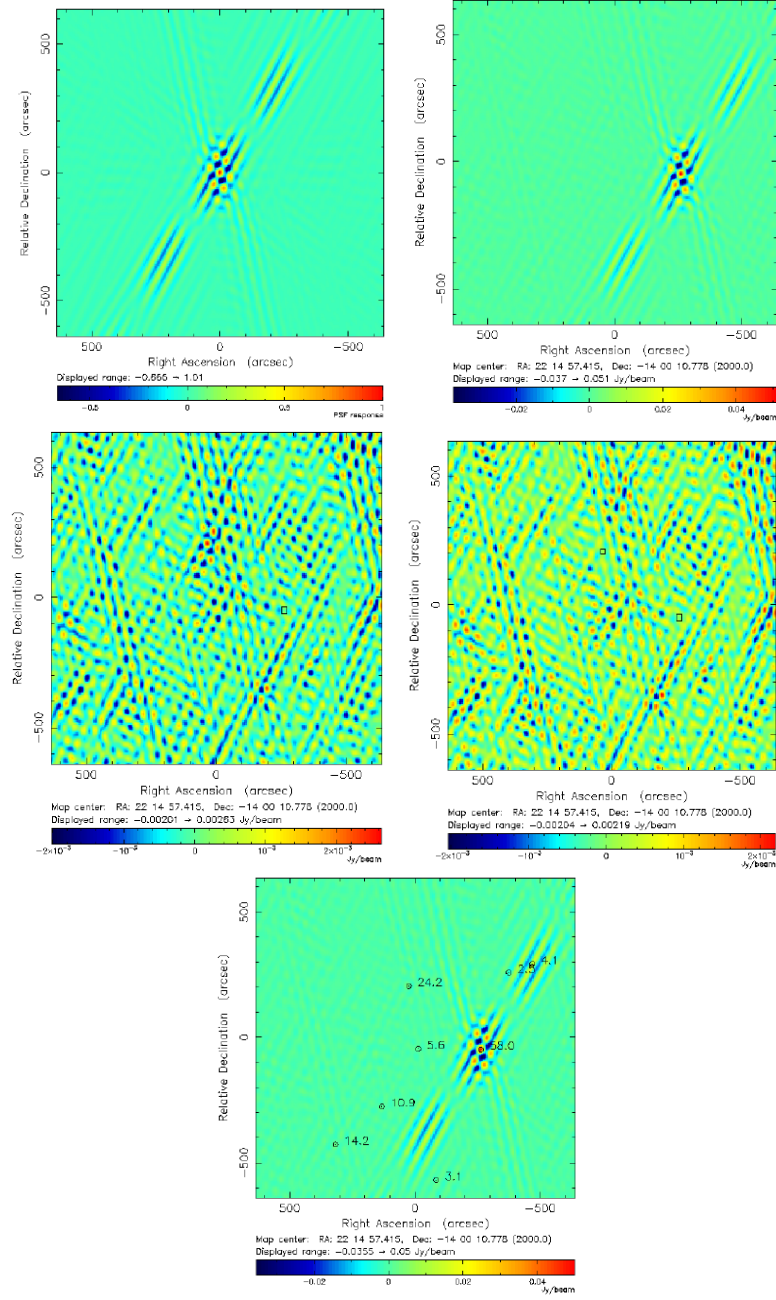 500
0
−500
Relative Declination (arcsec)
500
0
−500
Right Ascension (arcsec)
Displayed range: −0.666 → 1.01
−0.5
0
0.5
1
PSF response
500
0
−500
Relative Declination (arcsec)
500
0
−500
Right Ascension (arcsec)
Map center: RA: 22 14 57.415, Dec: −14 00 10.778 (2000.0)
Displayed range: −0.037 → 0.051 Jy/beam
−0.02
0
0.02
0.04
Jy/beam
500
0
−500
Relative Declination (arcsec)
500
0
−500
Right Ascension (arcsec)
Map center: RA: 22 14 57.415, Dec: −14 00 10.778 (2000.0)
Displayed range: −0.00201 → 0.00263 Jy/beam
−2×10⁻³
−10⁻³
0
10⁻³
2×10⁻³
Jy/beam
500
0
−500
Relative Declination (arcsec)
500
0
−500
Right Ascension (arcsec)
Map center: RA: 22 14 57.415, Dec: −14 00 10.778 (2000.0)
Displayed range: −0.00204 → 0.00219 Jy/beam
−2×10⁻³
−10⁻³
0
10⁻³
2×10⁻³
Jy/beam
500
0
−500
Relative Declination (arcsec)
4.1
24.2
5.6
58.0
10.9
14.2
3.1
500
0
−500
Right Ascension (arcsec)
Map center: RA: 22 14 57.415, Dec: −14 00 10.778 (2000.0)
Displayed range: −0.0355 → 0.05 Jy/beam
−0.02
0
0.02
0.04
Jy/beam